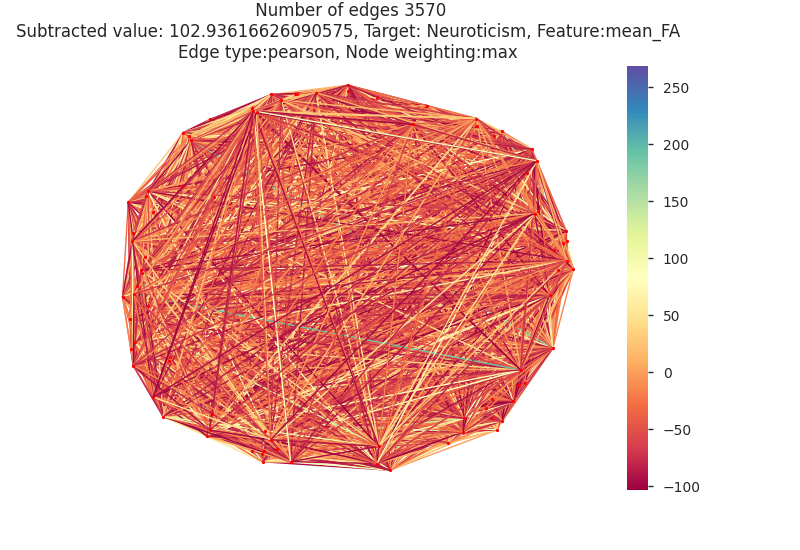 Number of edges 3570
Subtracted value: 102.93616626090575, Target: Neuroticism, Feature:mean_FA
Edge type:pearson, Node weighting:max
250
200
150
100
50
0
−50
−100